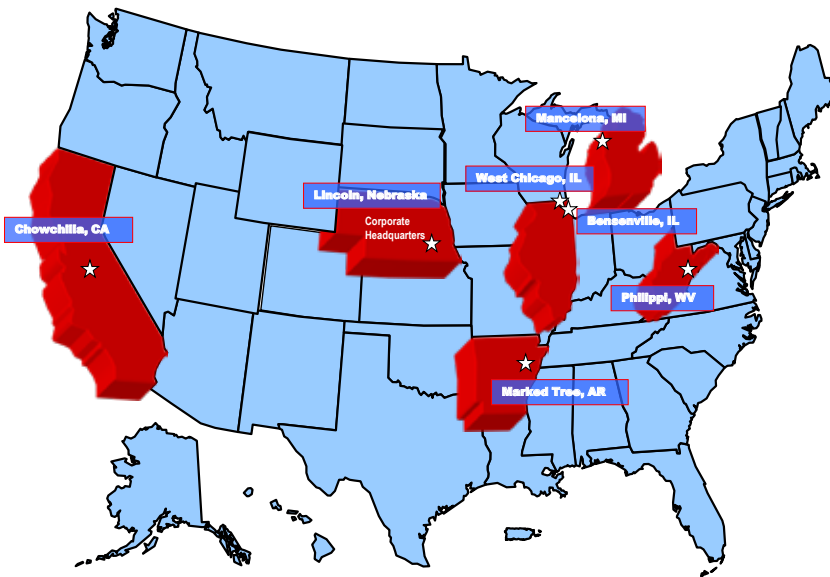 Mancelona, MI
West Chicago, IL
Lincoln, Nebraska
Corporate
Headquarters
Bensenville, IL
Chowchilla, CA
Philippi, WV
Marked Tree, AR